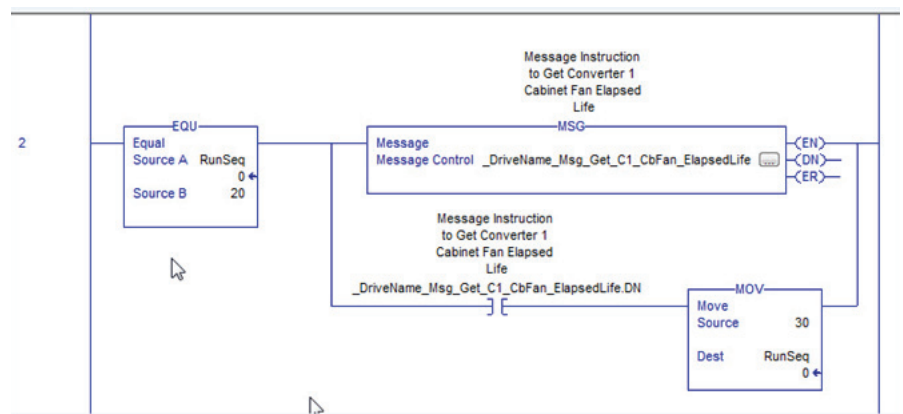 Message Instruction
to Get Converter 1
Cabinet Fan Elapsed
Life
2
EQU
Equal
Source A RunSeq
0
Source B 20
MSG
Message
Message Control _DriveName_Msg_Get_C1_CbFan_ElapsedLife ...
EN
DN
ER
Message Instruction
to Get Converter 1
Cabinet Fan Elapsed
Life
_DriveName_Msg_Get_C1_CbFan_ElapsedLife.DN
MOV
Move
Source 30
Dest RunSeq
0